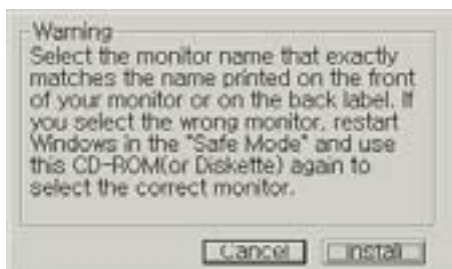 Warning
Select the monitor name that exactly
matches the name printed on the front
of your monitor or on the back label. If
you select the wrong monitor, restart
Windows in the "Safe Mode" and use
this CD-ROM(or Diskette) again to
select the correct monitor.
Cancel Install